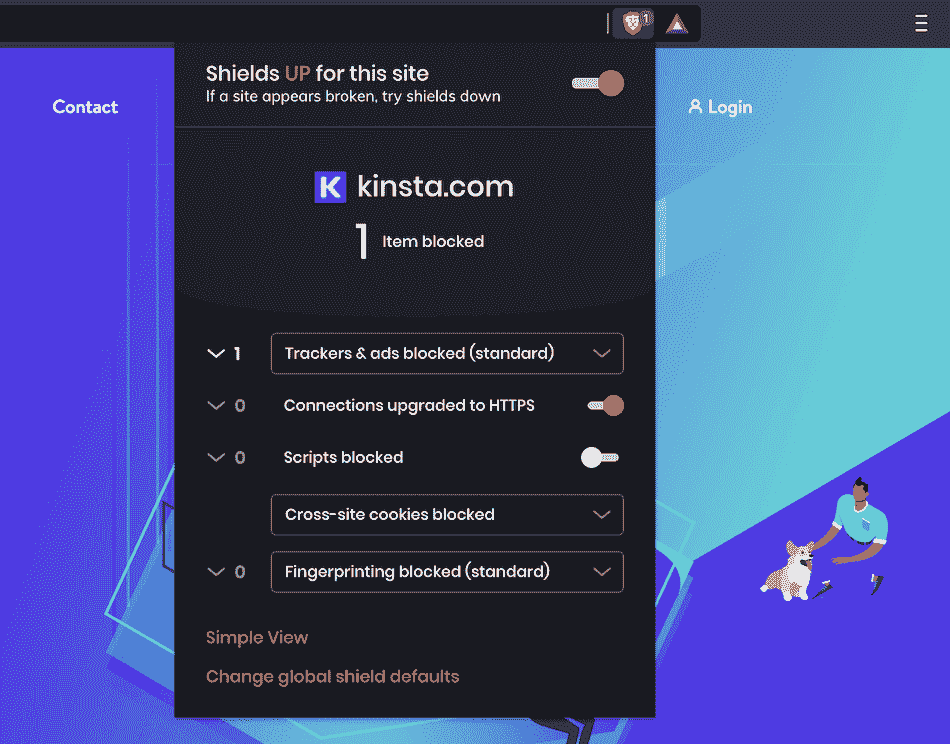 1
Contact
Login
Shields UP for this site
If a site appears broken, try shields down
K kinsta.com
1 Item blocked
1 Trackers & ads blocked (standard)
0 Connections upgraded to HTTPS
0 Scripts blocked
Cross-site cookies blocked
0 Fingerprinting blocked (standard)
Simple View
Change global shield defaults